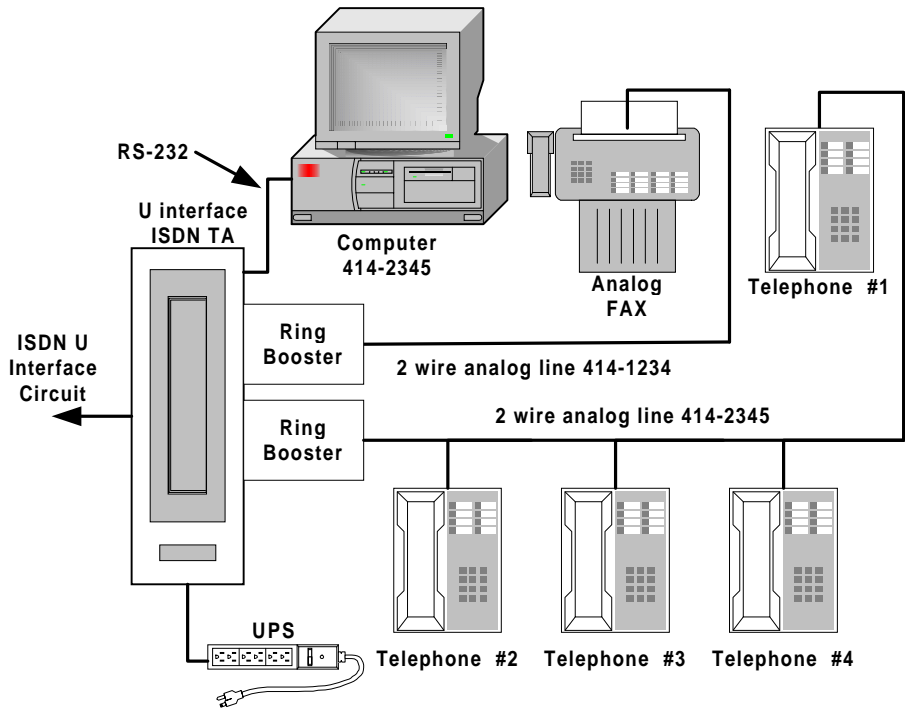 RS-232
U interface
ISDN TA
Computer
414-2345
Analog
FAX
Telephone #1
Ring
Booster
ISDN U
Interface
Circuit
2 wire analog line 414-1234
2 wire analog line 414-2345
Ring
Booster
UPS
Telephone #2
Telephone #3
Telephone #4